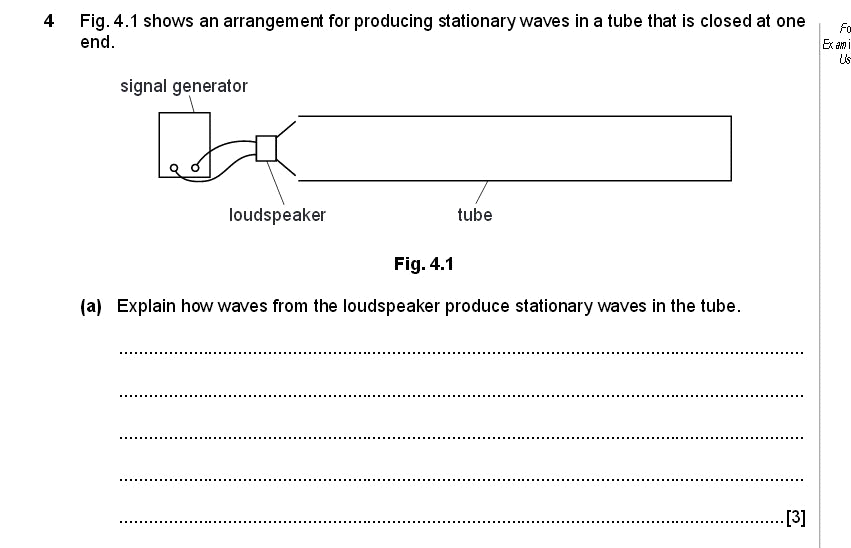 4 Fig. 4.1 shows an arrangement for producing stationary waves in a tube that is closed at one
end.
Fo
Exami
Us
signal generator
loudspeaker
tube
Fig. 4.1
(a) Explain how waves from the loudspeaker produce stationary waves in the tube.
[3]